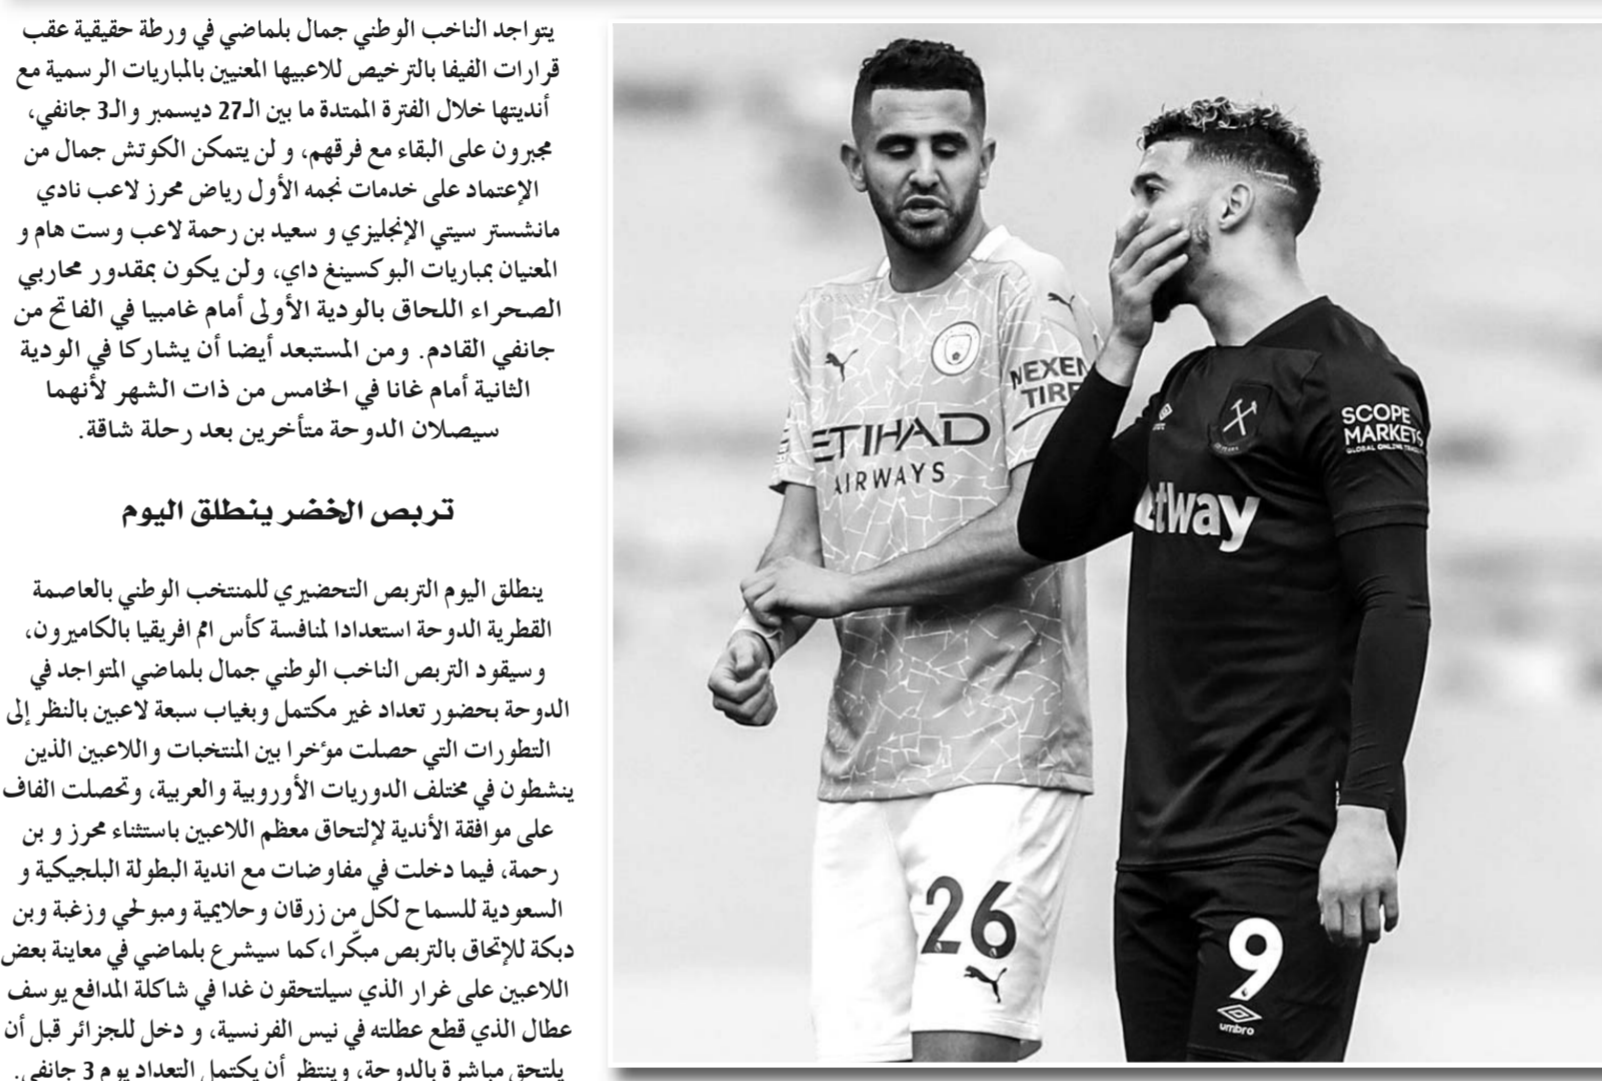 يتواجد الناخب الوطني جمال بلماضي في ورطة حقيقية عقب
قرارات الفيفا بالترخيص للاعبيها المعنيين بالمباريات الرسمية مع
أنديتها خلال الفترة الممتدة ما بين الـ27 ديسمبر والـ3 جانفي،
مجبرون على البقاء مع فرقهم، و لن يتمكن الكوتش جمال من
الإعتماد على خدمات نجمه الأول رياض محرز لاعب نادي
مانشستر سيتي الإنجليزي و سعيد بن رحمة لاعب وست هام و
المعنيان بمباريات البوكسينغ داي، ولن يكون بمقدور محاربي
الصحراء اللحاق بالودية الأولى أمام غامبيا في الفاتح من
جانفي القادم. ومن المستبعد أيضا أن يشاركا في الودية
الثانية أمام غانا في الخامس من ذات الشهر لأنهما
سيصلان الدوحة متأخرين بعد رحلة شاقة.
تربص الخضر ينطلق اليوم
ينطلق اليوم التربص التحضيري للمنتخب الوطني بالعاصمة
القطرية الدوحة استعدادا لمنافسة كأس امم افريقيا بالكاميرون،
وسيقود التربص الناخب الوطني جمال بلماضي المتواجد في
الدوحة بحضور تعداد غير مكتمل وبغياب سبعة لاعبين بالنظر إلى
التطورات التي حصلت مؤخرا بين المنتخبات واللاعبين الذين
ينشطون في مختلف الدوريات الأوروبية والعربية، وتحصلت الفاف
على موافقة الأندية لإلتحاق معظم اللاعبين باستثناء محرز و بن
رحمة، فيما دخلت في مفاوضات مع اندية البطولة البلجيكية و
السعودية للسماح لكل من زرقان وحلايمية ومبولحي وزغبة وبن
دبكة للإتحاق بالتربص مبكّرا،كما سيشرع بلماضي في معاينة بعض
اللاعبين على غرار الذي سيلتحقون غدا في شاكلة المدافع يوسف
عطال الذي قطع عطلته في نيس الفرنسية، و دخل للجزائر قبل أن
يلتحق مباشرة بالدوحة، وينتظر أن يكتمل التعداد يوم 3 جانفي.
NEXEN
TIRE
ETIHAD
AIRWAYS
26
SCOPE
MARKETS
GLOBAL ONLINE
etway
9
umbro